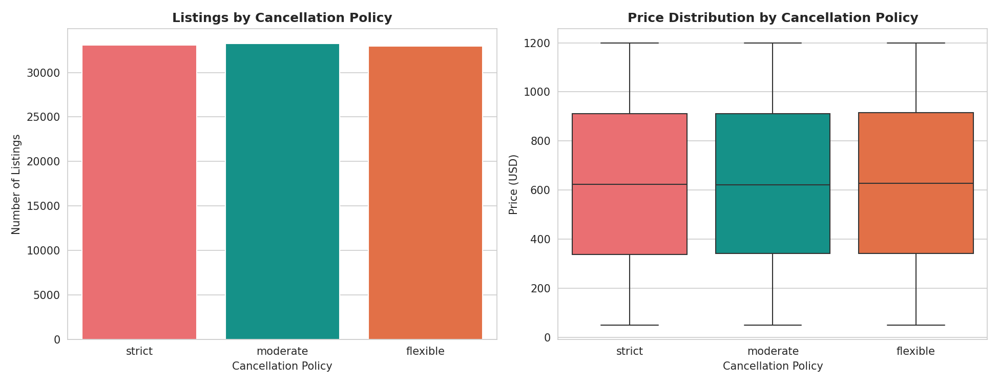 Listings by Cancellation Policy
Number of Listings
30000
25000
20000
15000
10000
5000
0
strict moderate flexible
Cancellation Policy
Price Distribution by Cancellation Policy
Price (USD)
1200
1000
800
600
400
200
0
strict moderate flexible
Cancellation Policy